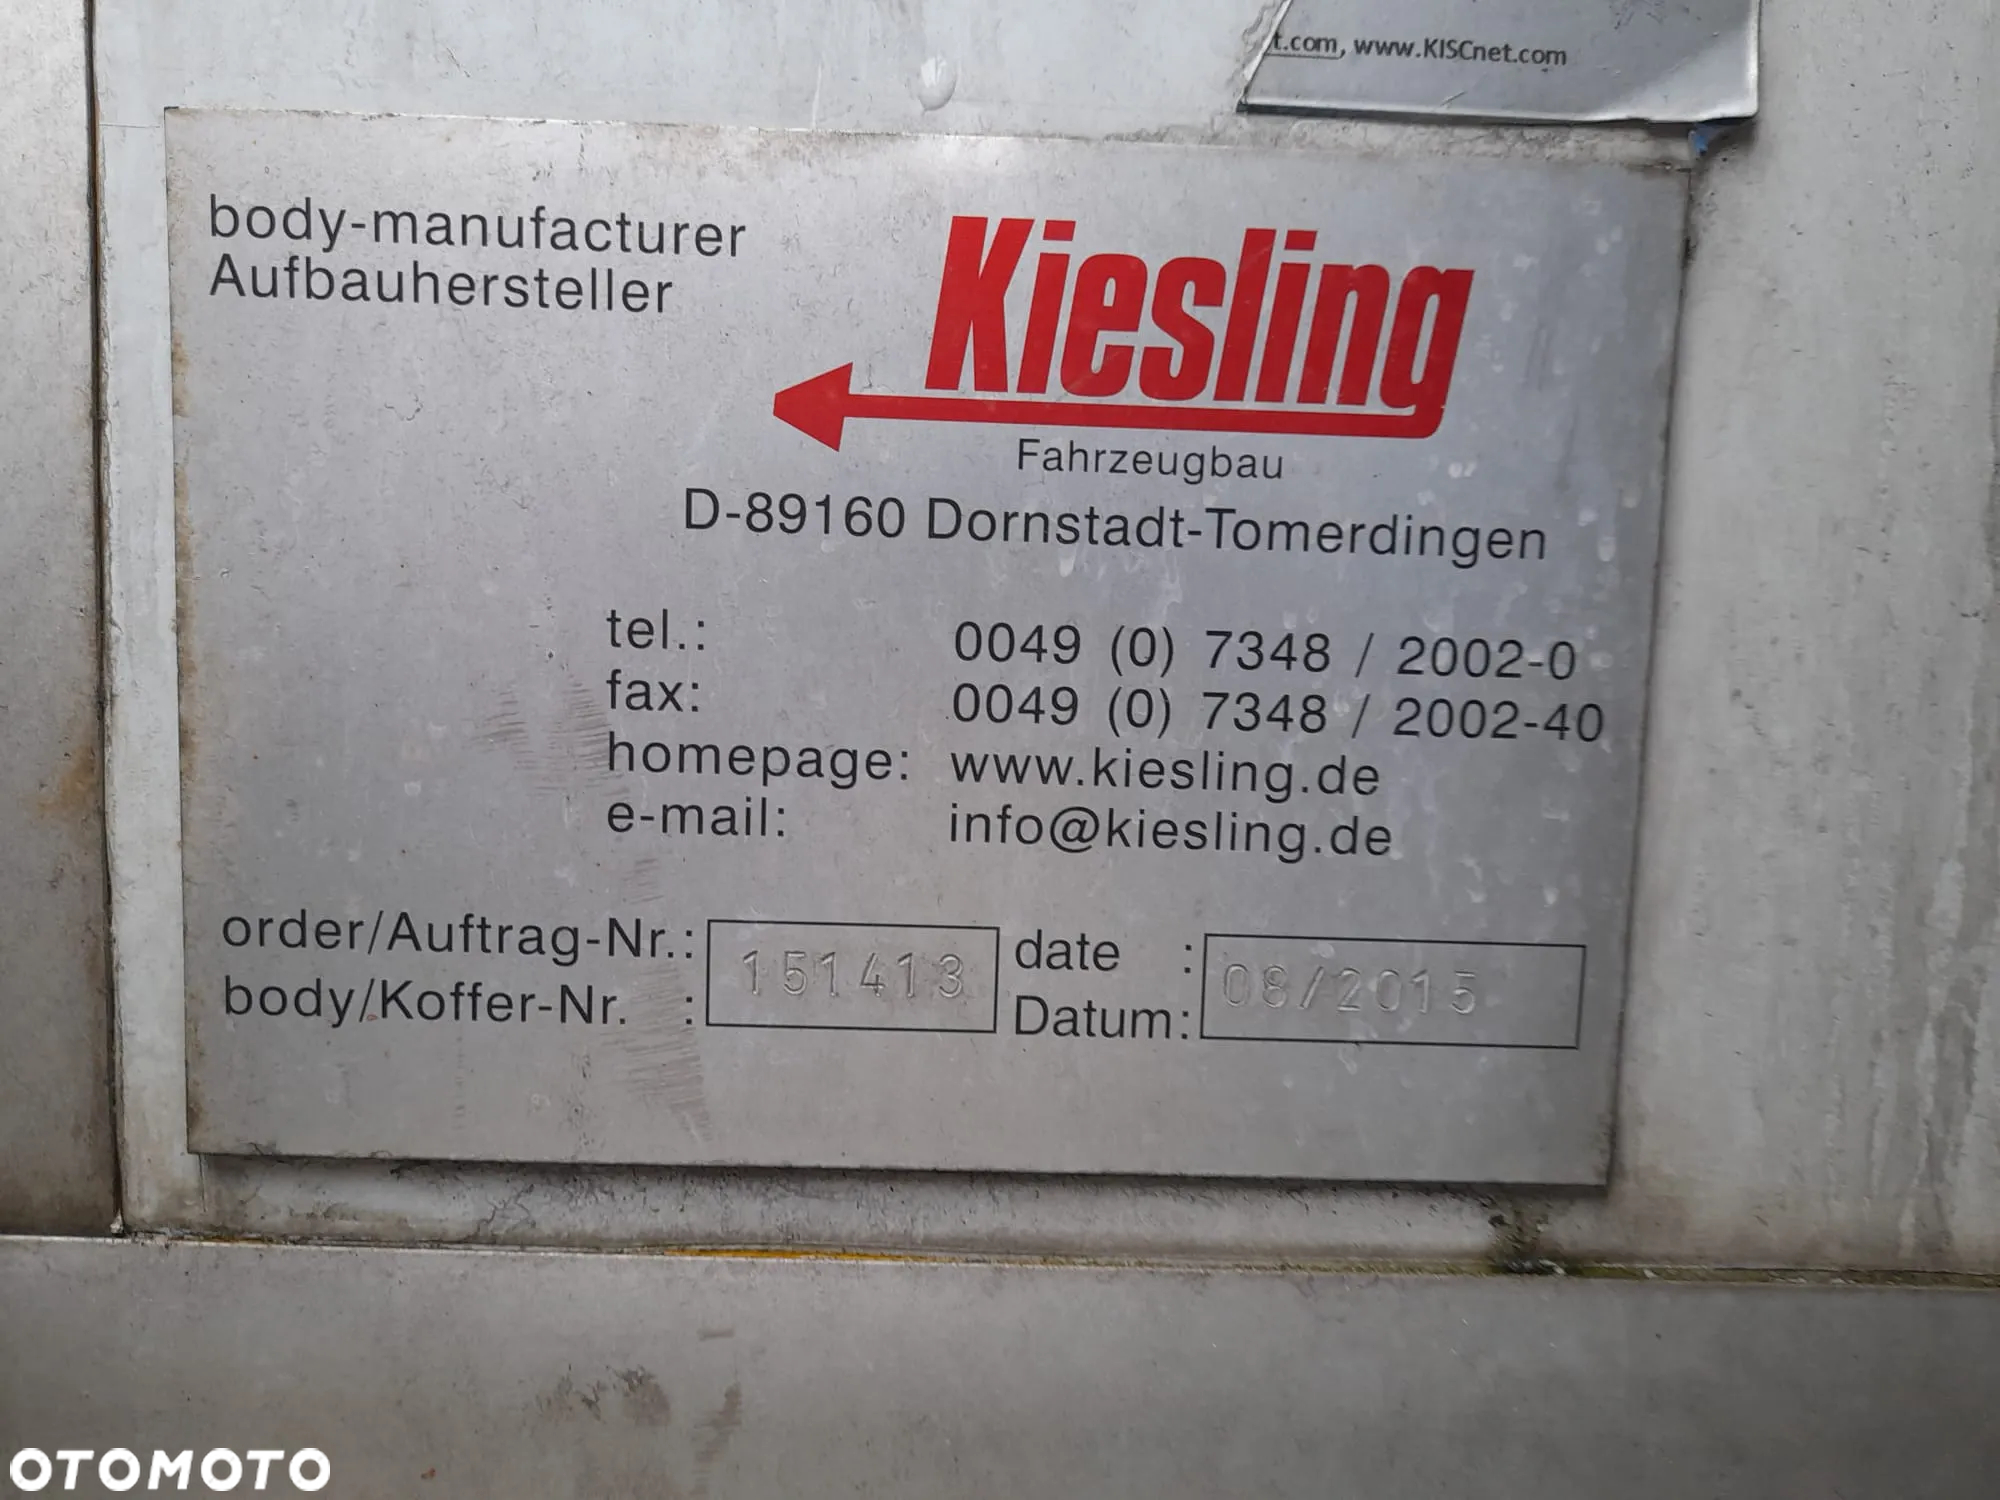 t.com, www.KISCnet.com
body-manufacturer
Aufbauhersteller
Kiesling
Fahrzeugbau
D-89160 Dornstadt-Tomerdingen
tel.: 0049 (0) 7348 / 2002-0
fax: 0049 (0) 7348 / 2002-40
homepage: www.kiesling.de
e-mail: info@kiesling.de
order/Auftrag-Nr.: 151413 date : 08/2015
body/Koffer-Nr. : Datum:
OTOMOTO